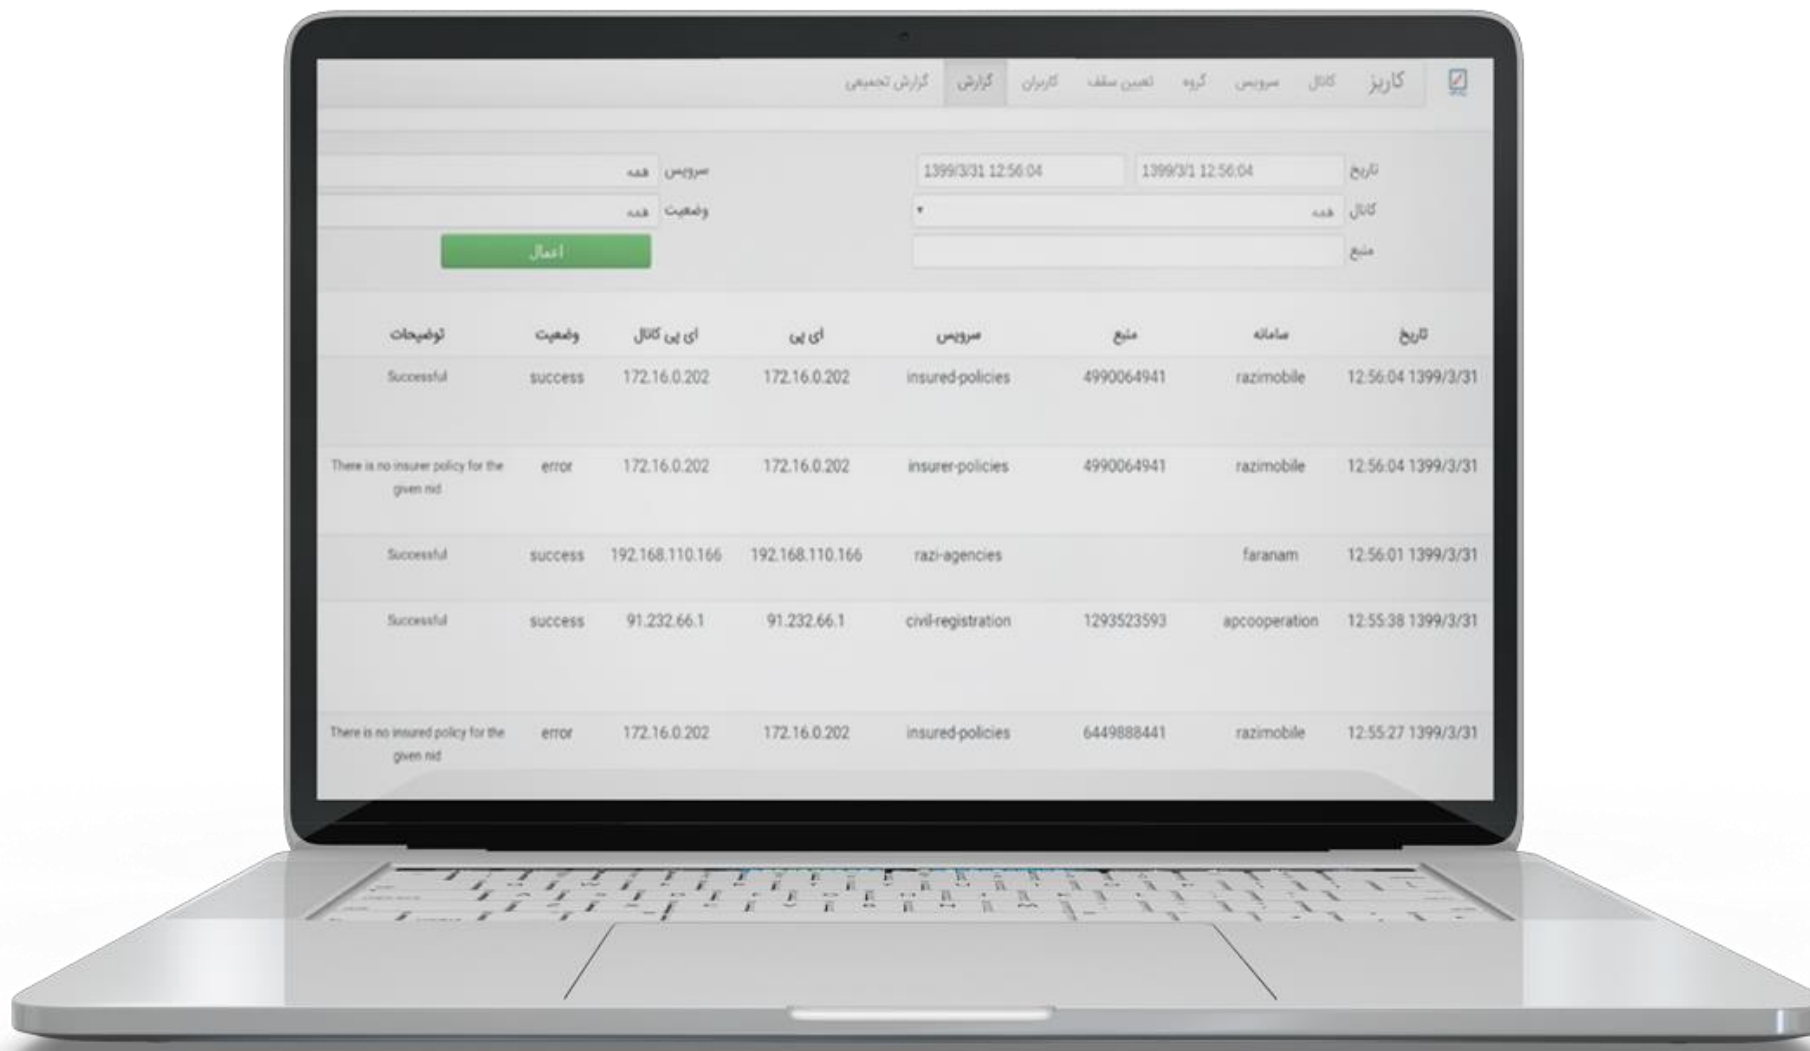 کاریز کانال سرویس گروه تعیین سقف کاربران گزارش گزارش تجمیعی
تاریخ 1399/3/1 12:56:04 1399/3/31 12:56:04 سرویس همه
کانال همه وضعیت همه
منبع اعمال
تاریخ سامانه منبع سرویس ای پی ای پی کانال وضعیت توضیحات
12:56:04 1399/3/31 razimobile 4990064941 insured-policies 172.16.0.202 172.16.0.202 success Successful
12:56:04 1399/3/31 razimobile 4990064941 insurer-policies 172.16.0.202 172.16.0.202 error There is no insurer policy for the
given nid
12:56:01 1399/3/31 faranam razi-agencies 192.168.110.166 192.168.110.166 success Successful
12:55:38 1399/3/31 apcooperation 1293523593 civil-registration 91.232.66.1 91.232.66.1 success Successful
12:55:27 1399/3/31 razimobile 6449888441 insured-policies 172.16.0.202 172.16.0.202 error There is no insured policy for the
given nid